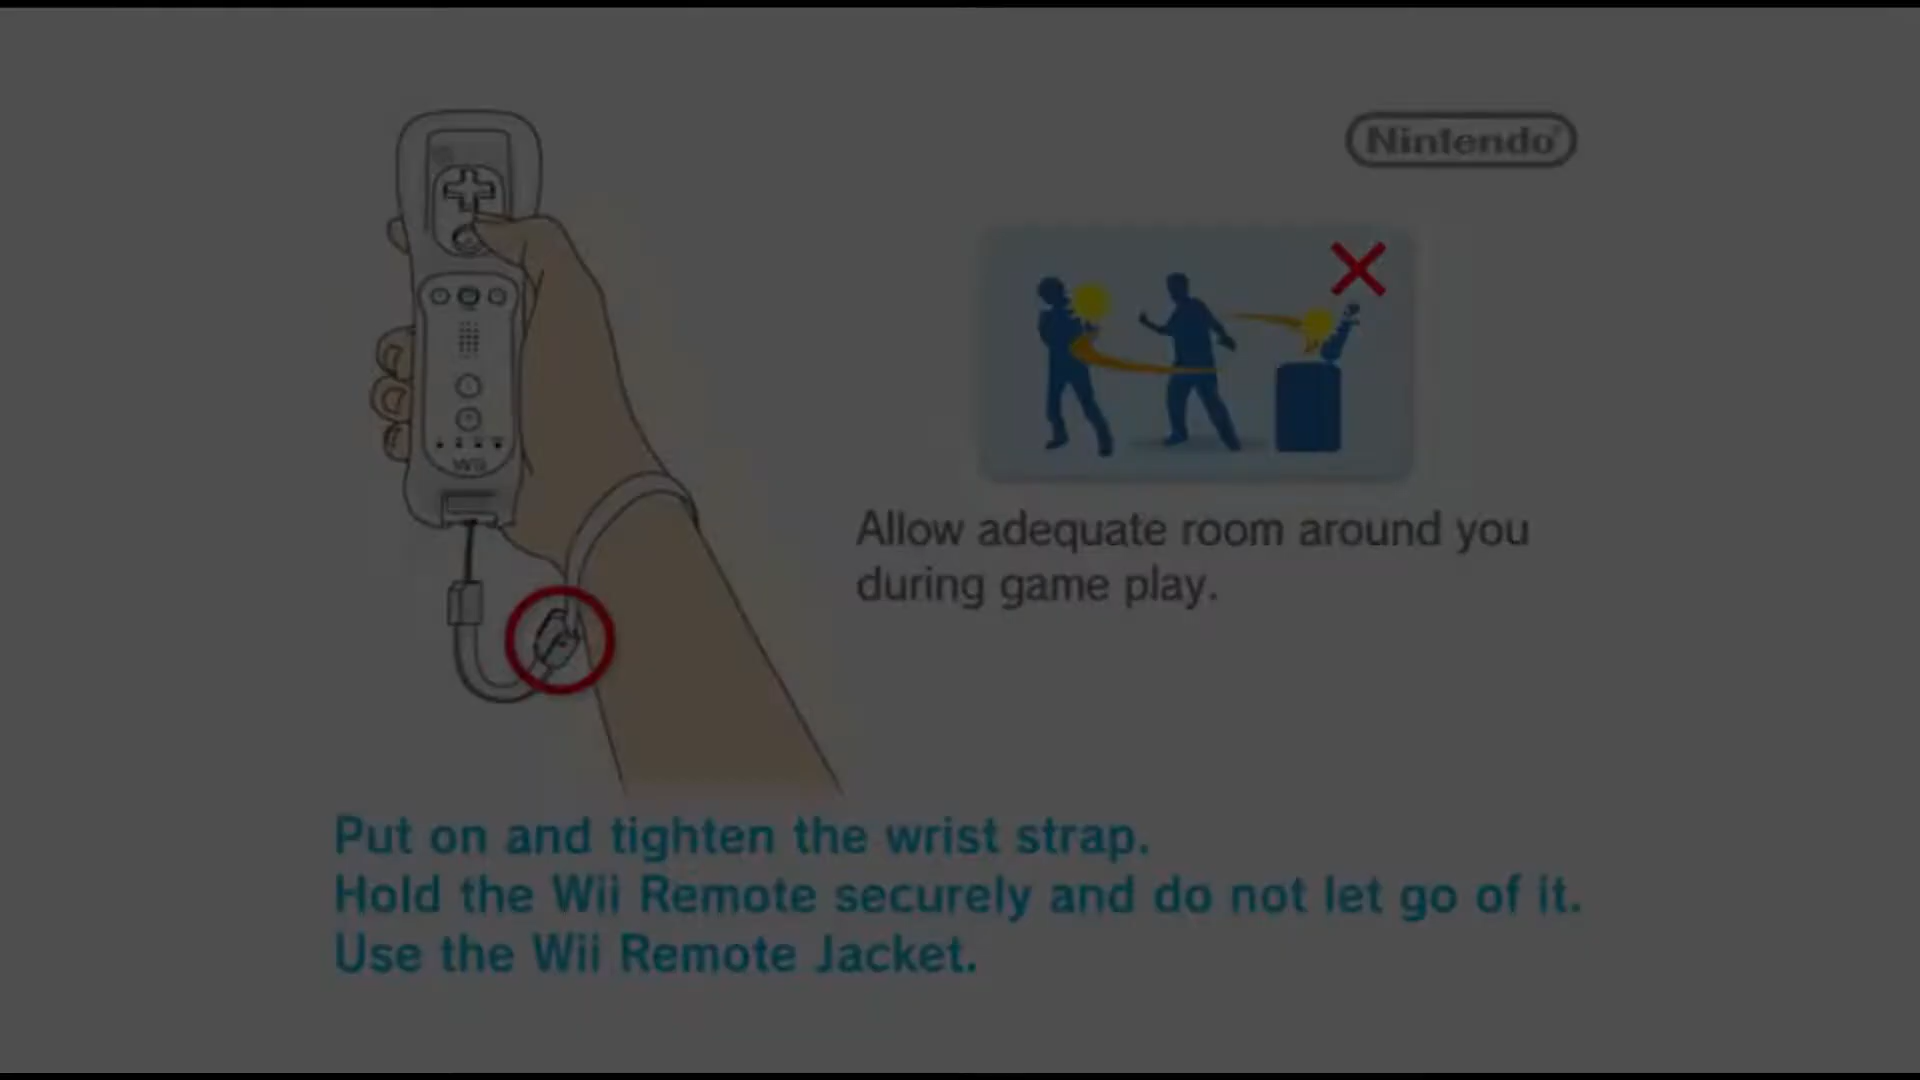 Nintendo
Wii
Allow adequate room around you
during game play.
Put on and tighten the wrist strap.
Hold the Wii Remote securely and do not let go of it.
Use the Wii Remote Jacket.